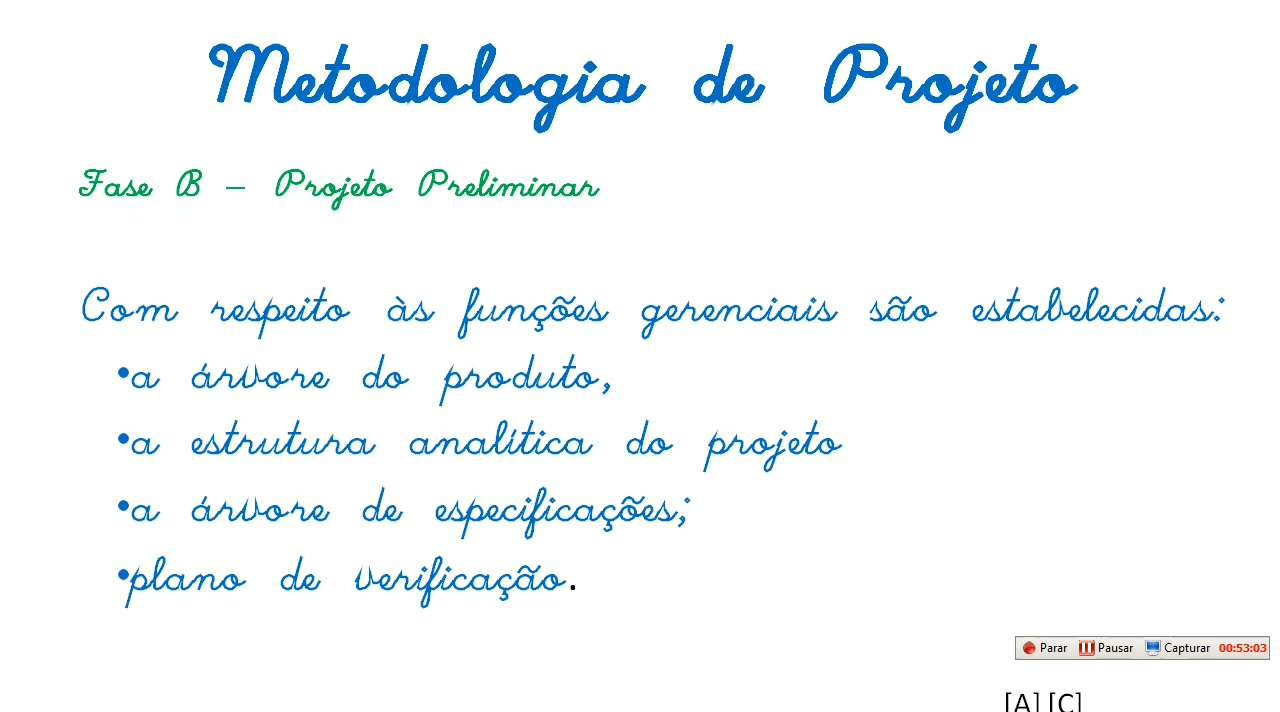 Metodologia de Projeto
Fase B – Projeto Preliminar
Com respeito às funções gerenciais são estabelecidas:
•a árvore do produto,
•a estrutura analítica do projeto
•a árvore de especificações;
•plano de verificação.
Parar Pausar Capturar 00:53:03
[A][C]